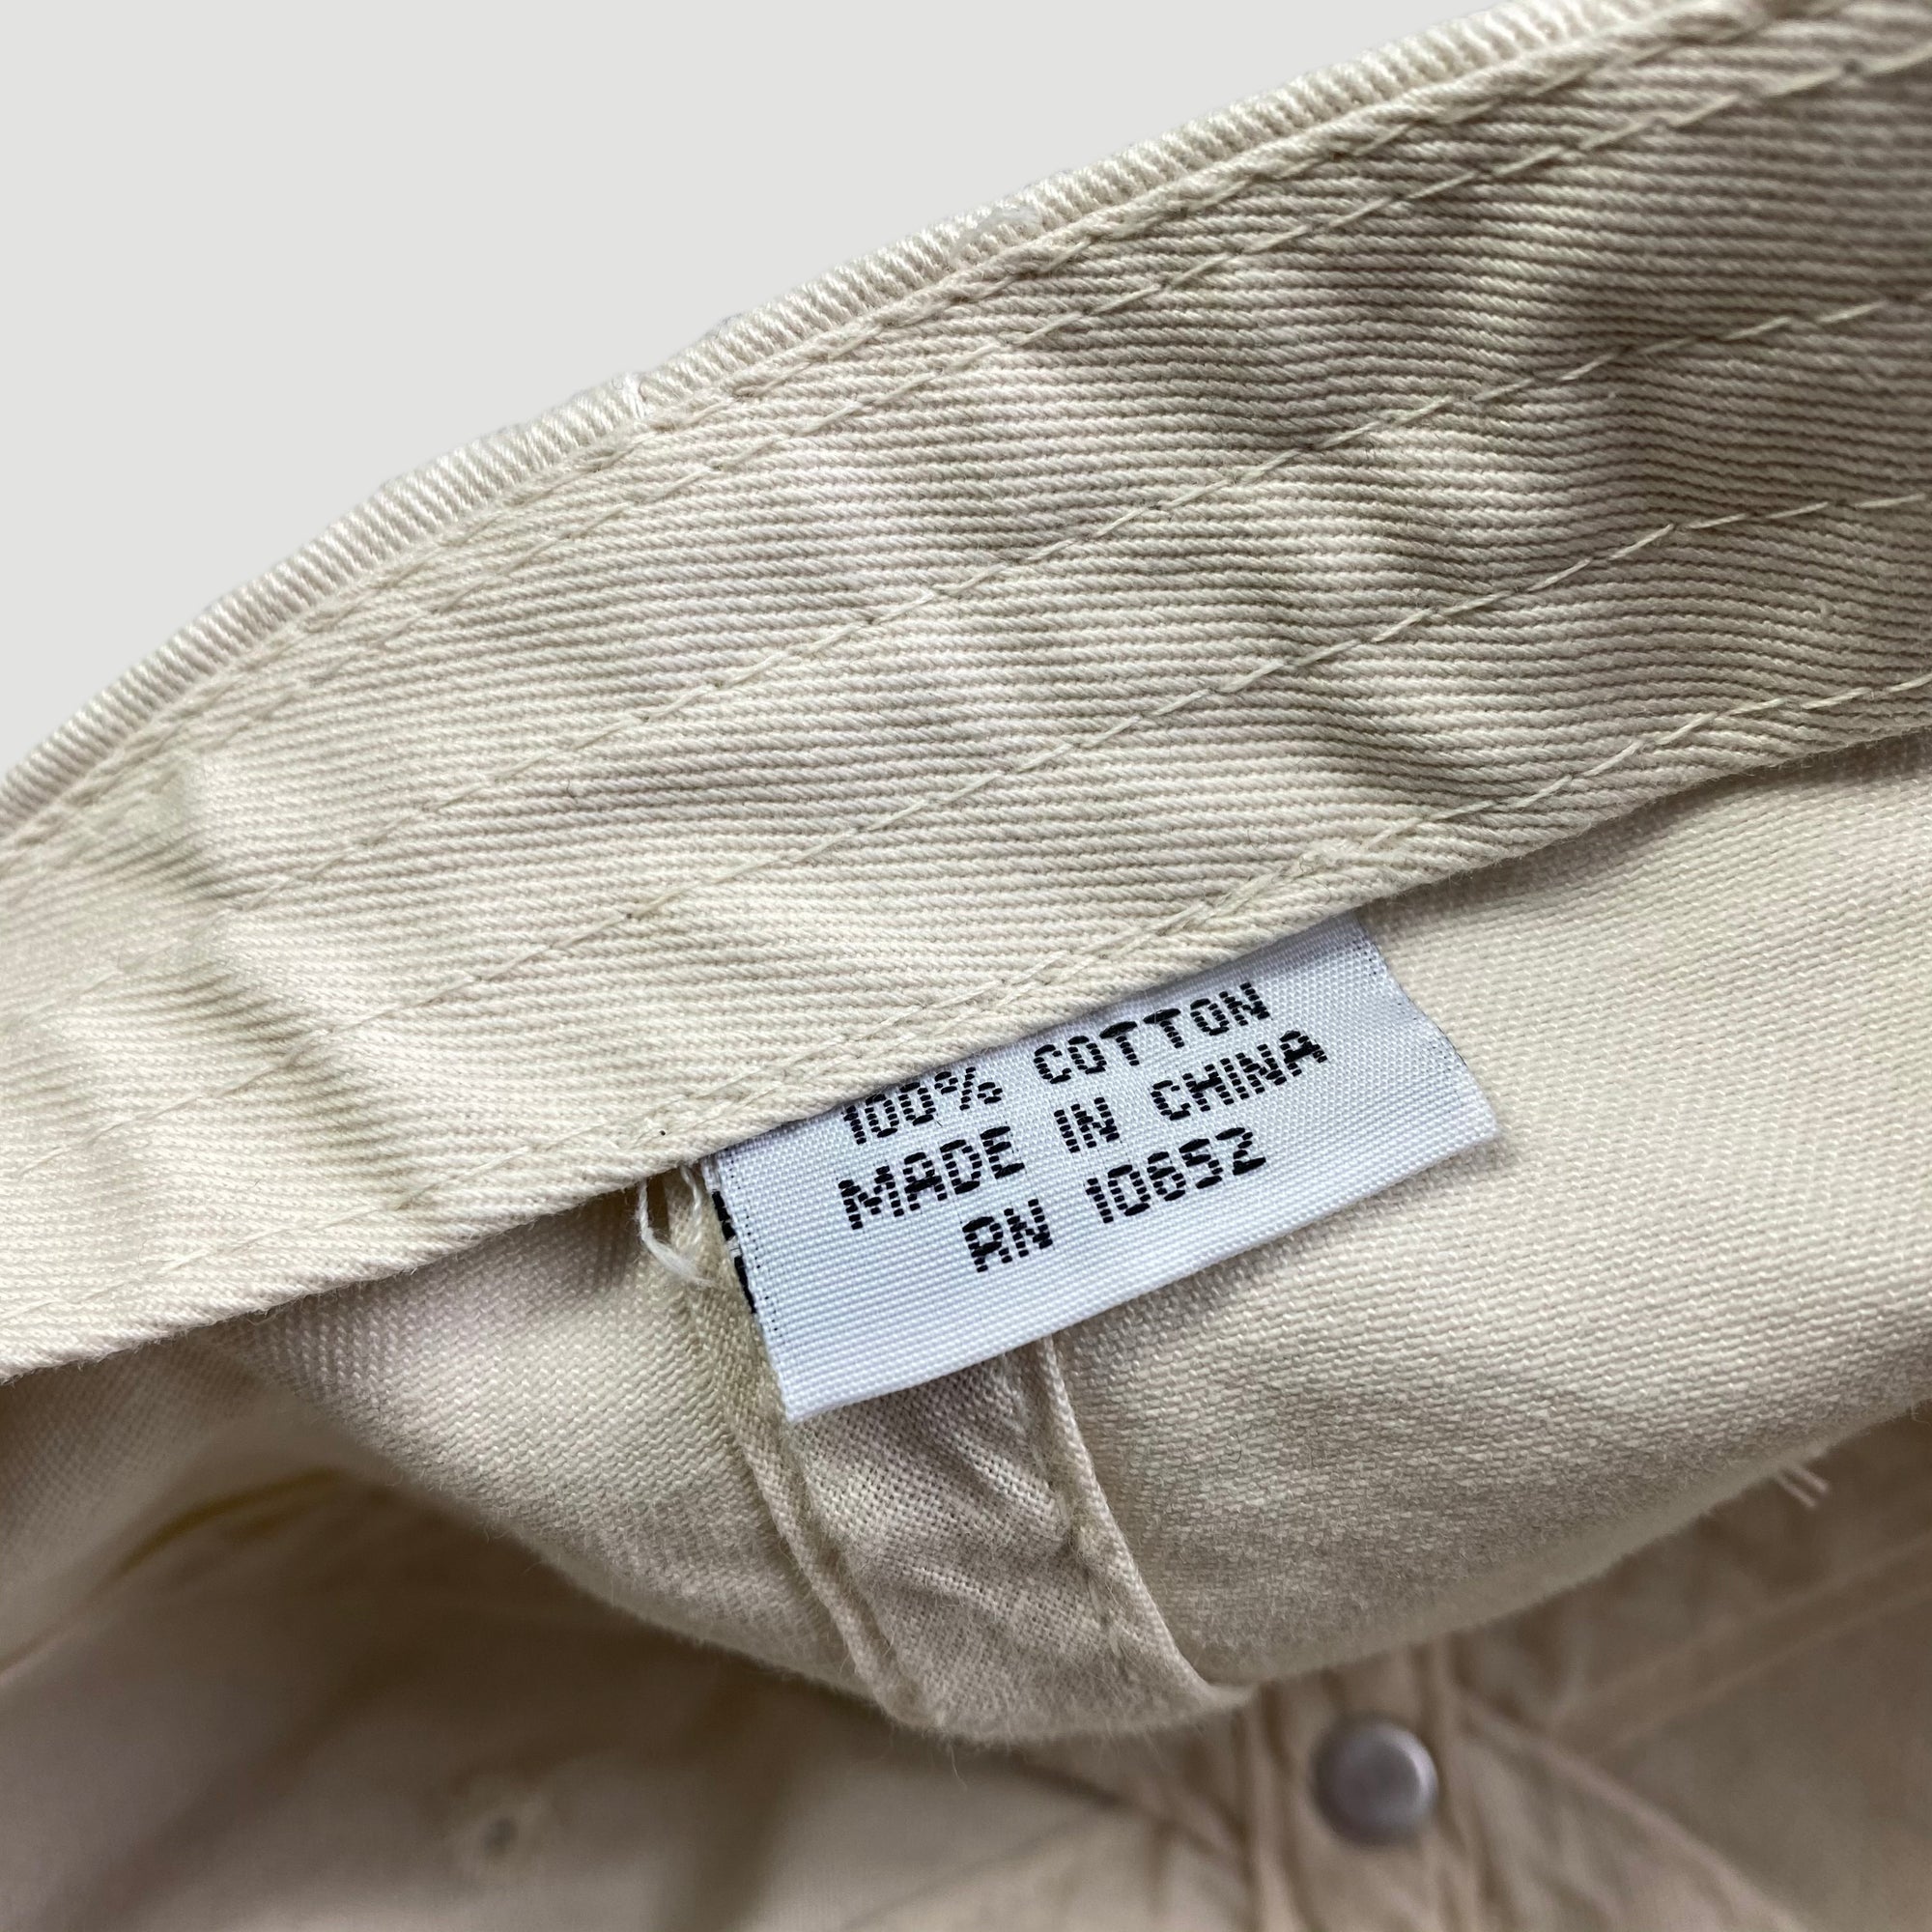 100% COTTON
MADE IN CHINA
RN 10652